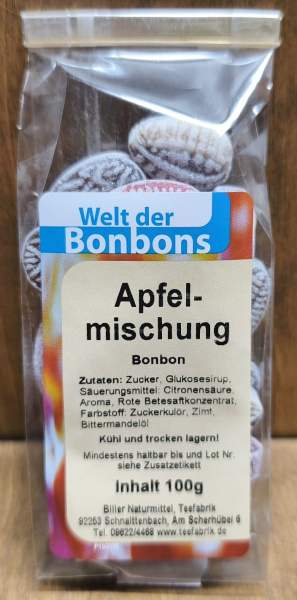 Welt der
Bonbons
Apfel-
mischung
Bonbon
Zutaten: Zucker, Glukosesirup,
Säuerungsmittel: Citronensäure,
Aroma, Rote Betesaftkonzentrat,
Farbstoff: Zuckerkulör, Zimt,
Bittermandelöl
Kühl und trocken lagern!
Mindestens haltbar bis und Lot Nr.
siehe Zusatzetikett
Inhalt 100g
Biller Naturmittel, Teefabrik
92253 Schnaittenbach, Am Scherhübel 6
Tel. 09622/4466 www.teefabrik.de